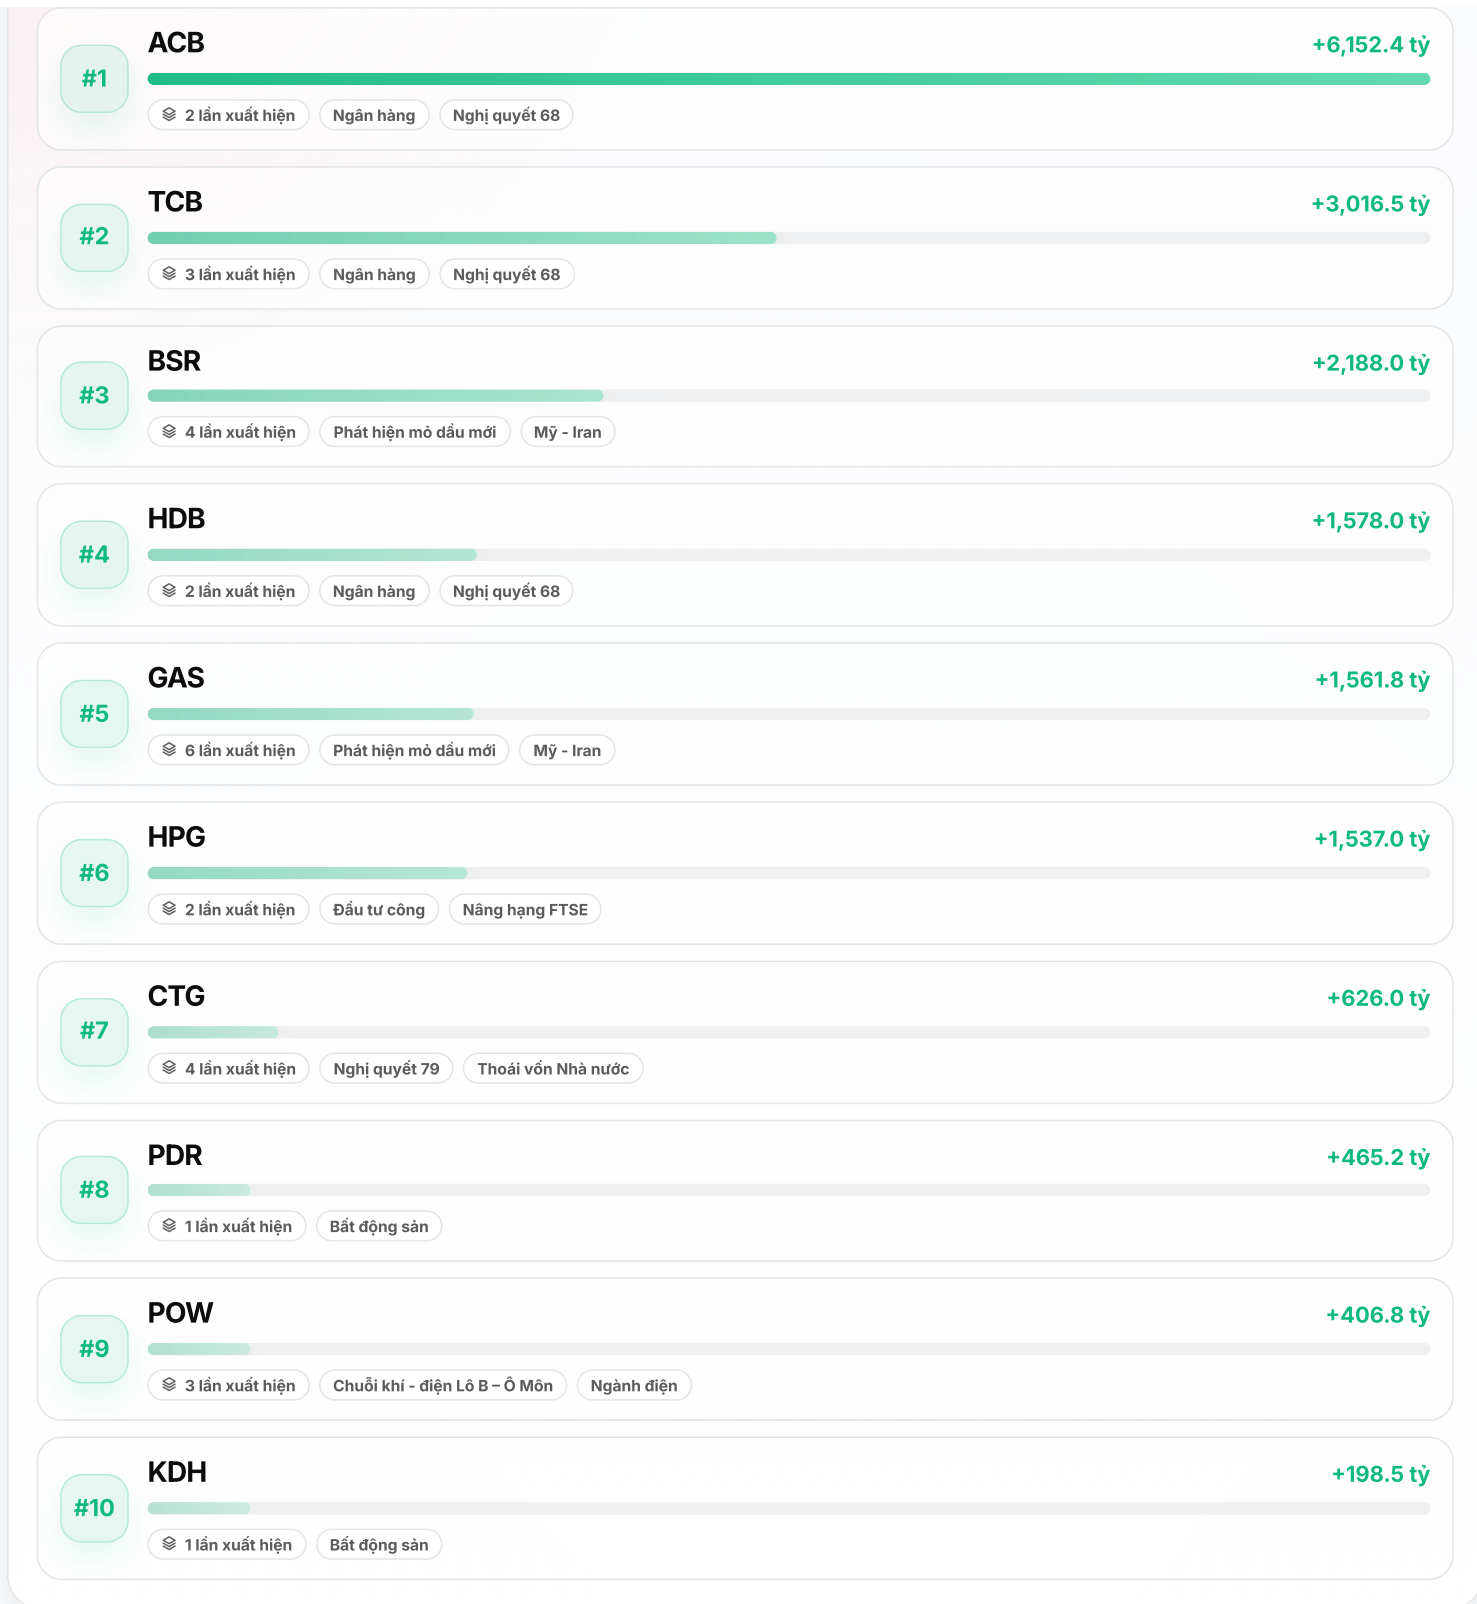 ACB
+6,152.4 tỷ
#1
2 lần xuất hiện
Ngân hàng
Nghị quyết 68
TCB
+3,016.5 tỷ
#2
3 lần xuất hiện
Ngân hàng
Nghị quyết 68
BSR
+2,188.0 tỷ
#3
4 lần xuất hiện
Phát hiện mỏ dầu mới
Mỹ - Iran
HDB
+1,578.0 tỷ
#4
2 lần xuất hiện
Ngân hàng
Nghị quyết 68
GAS
+1,561.8 tỷ
#5
6 lần xuất hiện
Phát hiện mỏ dầu mới
Mỹ - Iran
HPG
+1,537.0 tỷ
#6
2 lần xuất hiện
Đầu tư công
Nâng hạng FTSE
CTG
+626.0 tỷ
#7
4 lần xuất hiện
Nghị quyết 79
Thoái vốn Nhà nước
PDR
+465.2 tỷ
#8
1 lần xuất hiện
Bất động sản
POW
+406.8 tỷ
#9
3 lần xuất hiện
Chuỗi khí - điện Lô B – Ô Môn
Ngành điện
KDH
+198.5 tỷ
#10
1 lần xuất hiện
Bất động sản